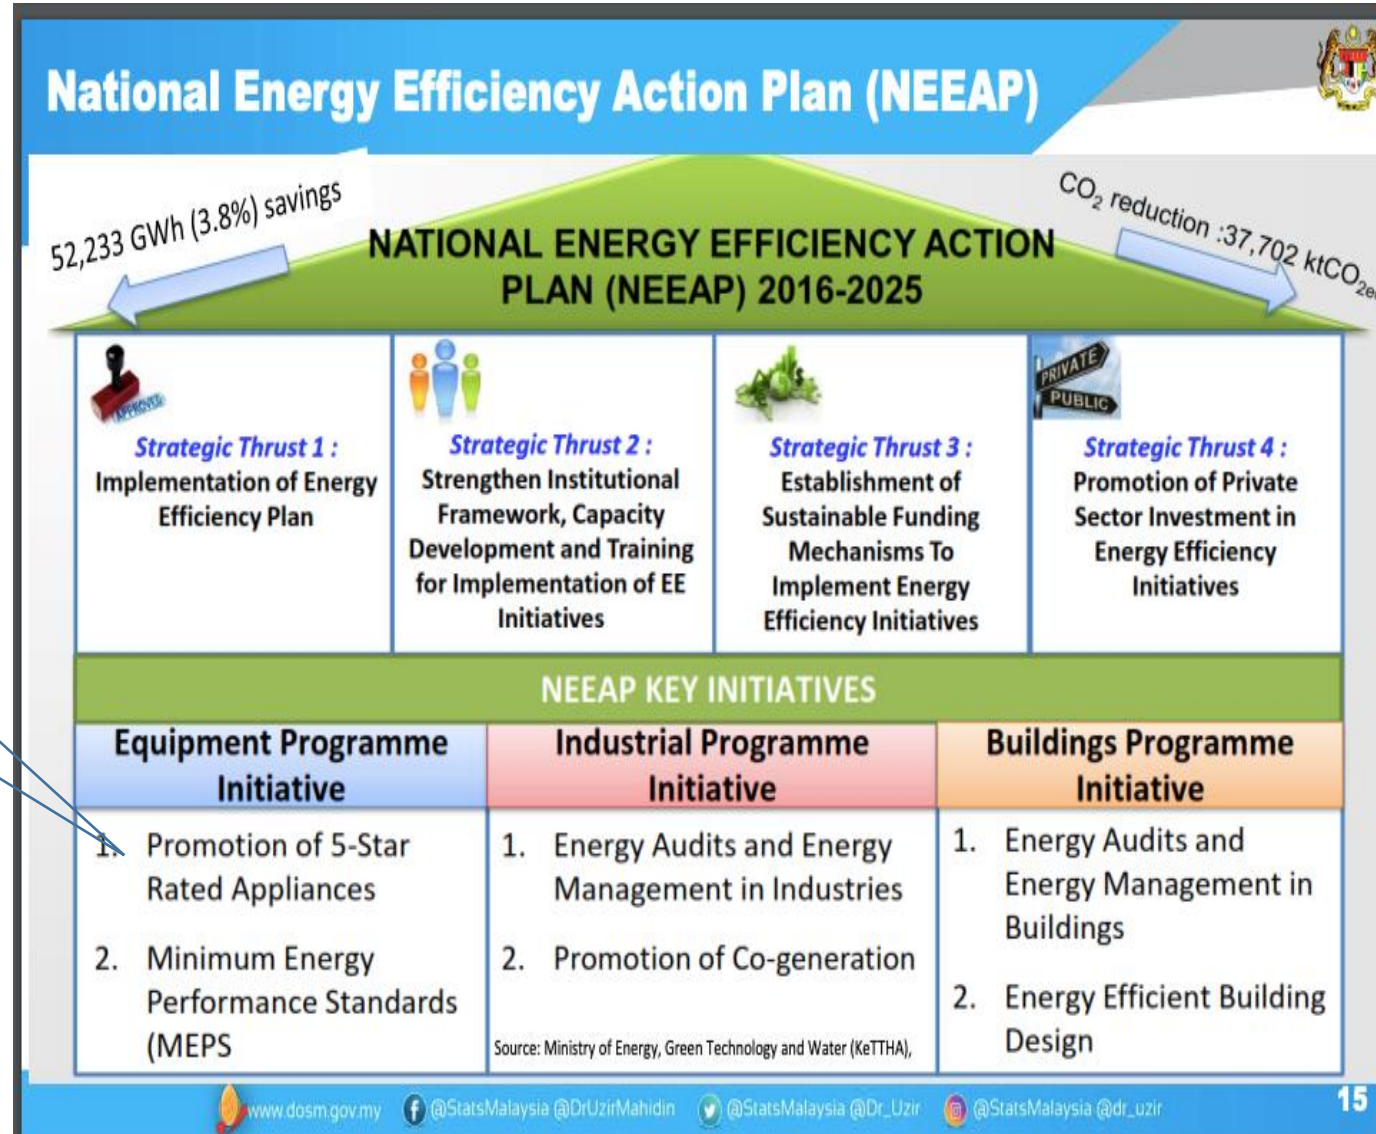 National Energy Efficiency Action Plan (NEEAP)
52,233 GWh (3.8%) savings
CO2 reduction :37,702 ktCO2e
NATIONAL ENERGY EFFICIENCY ACTION
PLAN (NEEAP) 2016-2025
APPROVED
PRIVATE
PUBLIC
Strategic Thrust 1 :
Implementation of Energy
Efficiency Plan
Strategic Thrust 2 :
Strengthen Institutional
Framework, Capacity
Development and Training
for Implementation of EE
Initiatives
Strategic Thrust 3 :
Establishment of
Sustainable Funding
Mechanisms To
Implement Energy
Efficiency Initiatives
Strategic Thrust 4 :
Promotion of Private
Sector Investment in
Energy Efficiency
Initiatives
NEEAP KEY INITIATIVES
Equipment Programme
Initiative
Industrial Programme
Initiative
Buildings Programme
Initiative
1. Promotion of 5-Star
Rated Appliances
2. Minimum Energy
Performance Standards
(MEPS
1. Energy Audits and Energy
Management in Industries
2. Promotion of Co-generation
Source: Ministry of Energy, Green Technology and Water (KeTTHA),
1. Energy Audits and
Energy Management in
Buildings
2. Energy Efficient Building
Design
www.dosm.gov.my
@StatsMalaysia @DrUzirMahidin
@StatsMalaysia @Dr_Uzir
@StatsMalaysia @dr_uzir
15